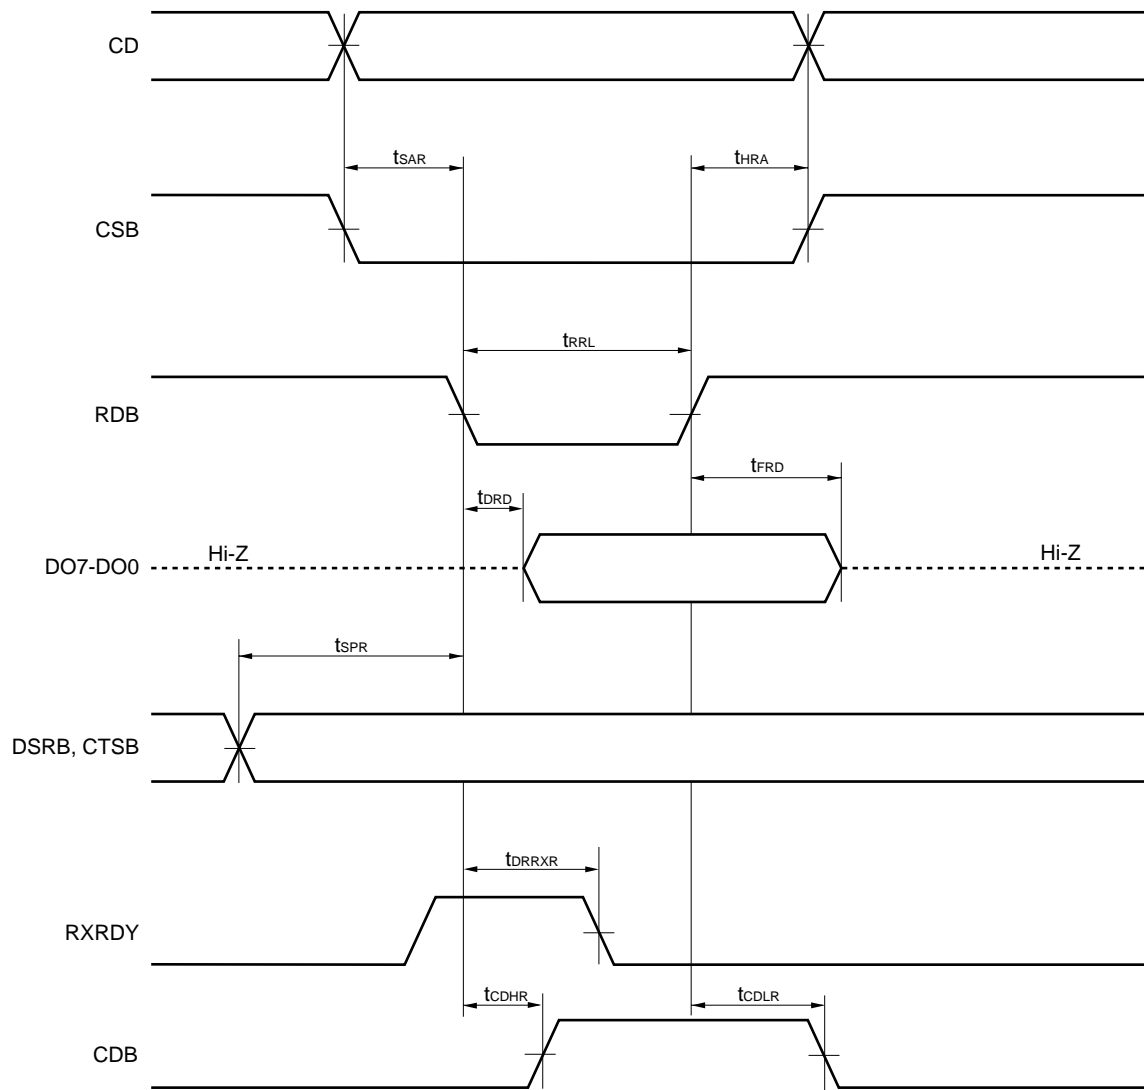 CD
tSAR
tHRA
CSB
tRRL
RDB
tFRD
tDRD
Hi-Z
Hi-Z
DO7-DO0
tSPR
DSRB, CTSB
tDRRXR
RXRDY
tCDHR
tCDLR
CDB